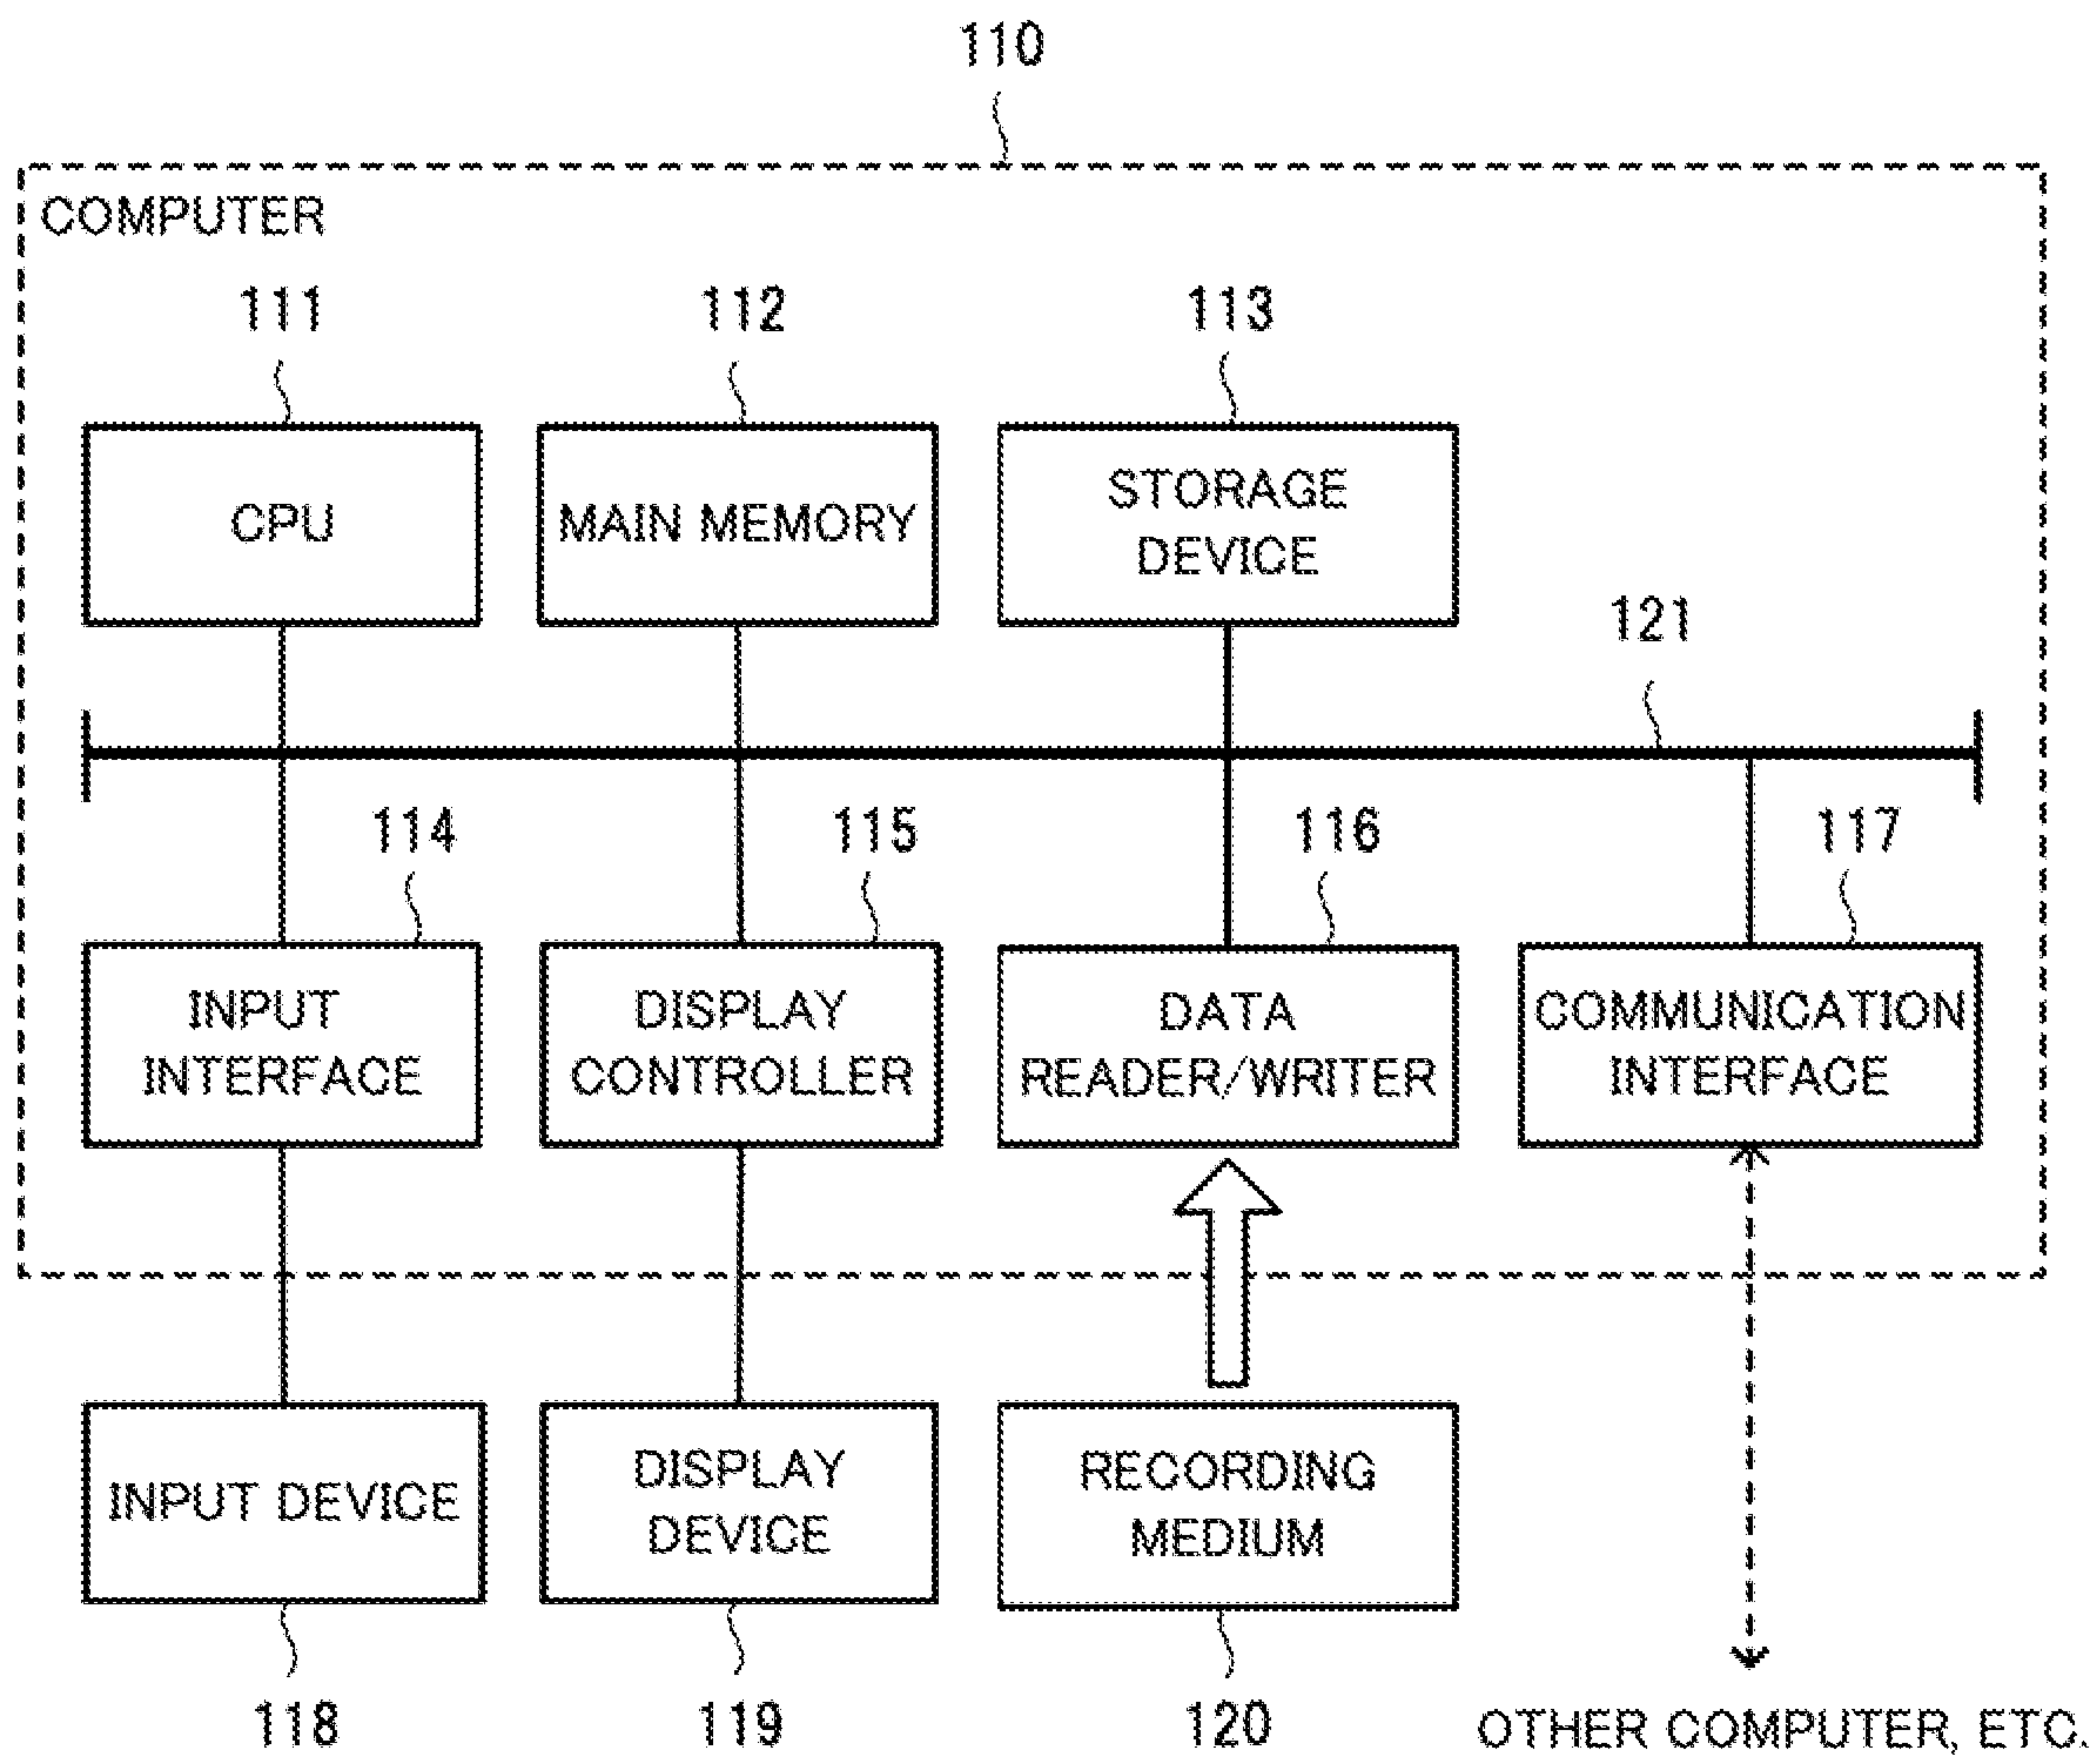 110
COMPUTER
111
112
113
CPU
MAIN MEMORY
STORAGE
DEVICE
121
114
115
116
117
INPUT
INTERFACE
DISPLAY
CONTROLLER
DATA
READER/WRITER
COMMUNICATION
INTERFACE
INPUT DEVICE
DISPLAY
DEVICE
RECORDING
MEDIUM
118
119
120
OTHER COMPUTER, ETC.